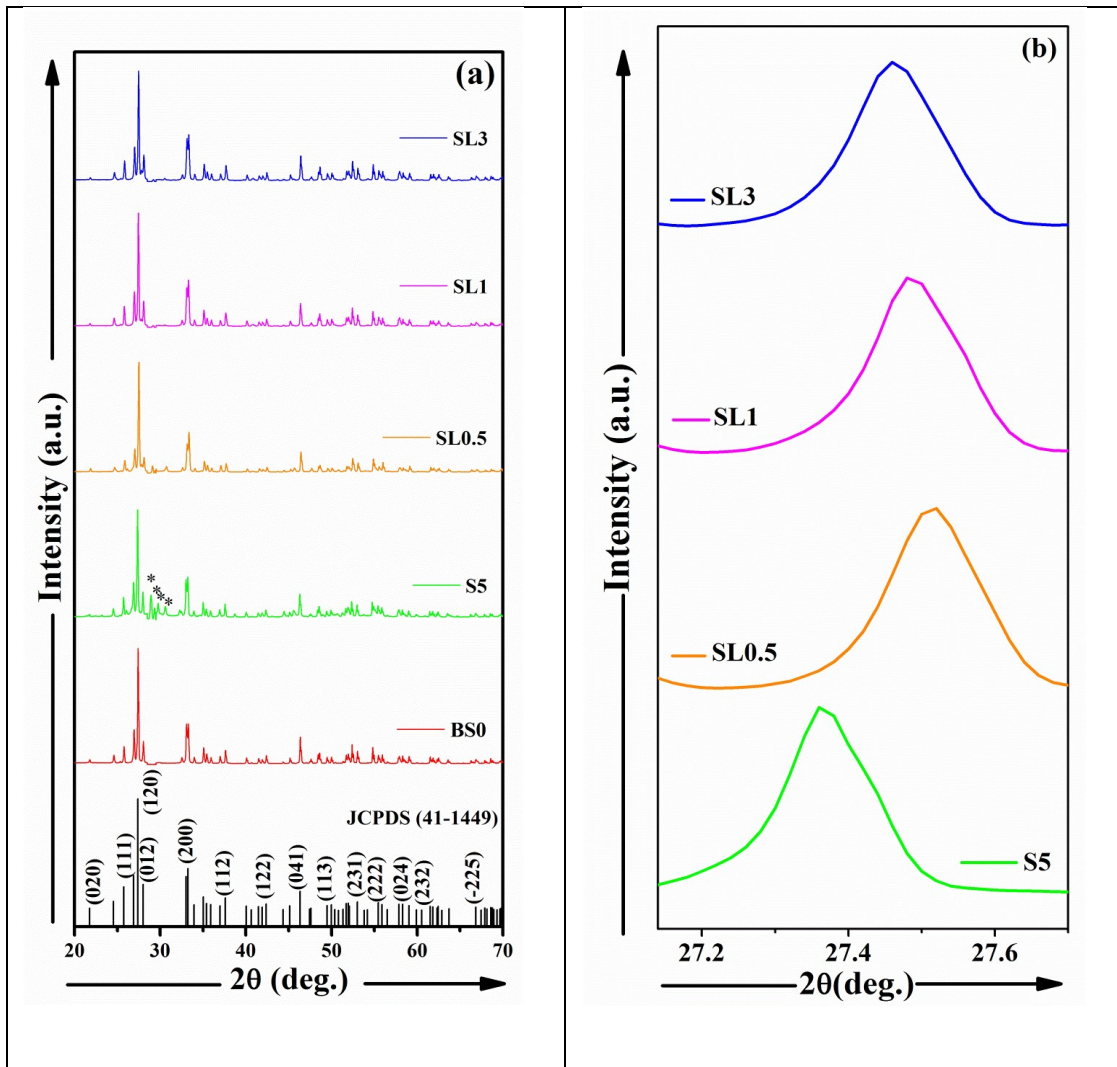 (a)
SL3
SL1
SL0.5
S5
* * * *
BS0
JCPDS (41-1449)
(020)
(111)
(120)
(012)
(200)
(112)
(122)
(041)
(113)
(231)
(222)
(024)
(232)
(-225)
20 30 40 50 60 70
2θ (deg.)
Intensity (a.u.)
(b)
SL3
SL1
SL0.5
S5
27.2 27.4 27.6
2θ(deg.)
Intensity (a.u.)